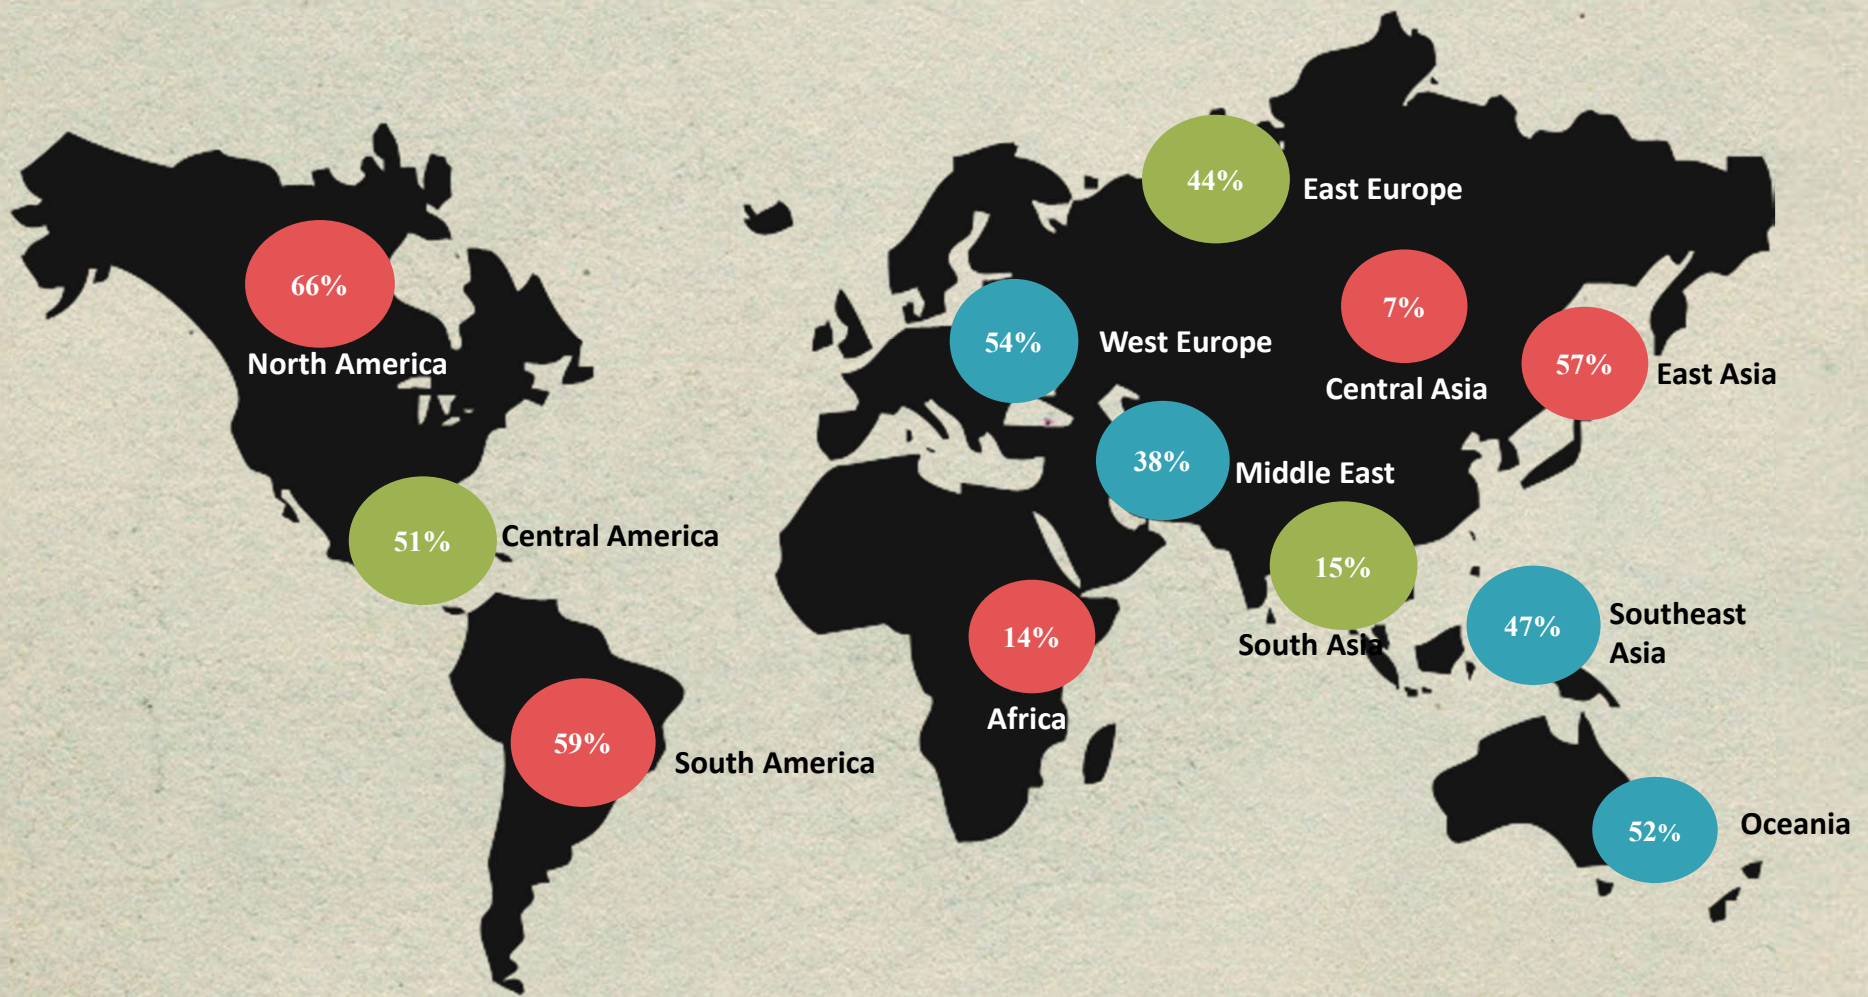 44%
East Europe
66%
North America
7%
Central Asia
54%
West Europe
57%
East Asia
38%
Middle East
51%
Central America
15%
South Asia
47%
Southeast
Asia
14%
Africa
59%
South America
52%
Oceania